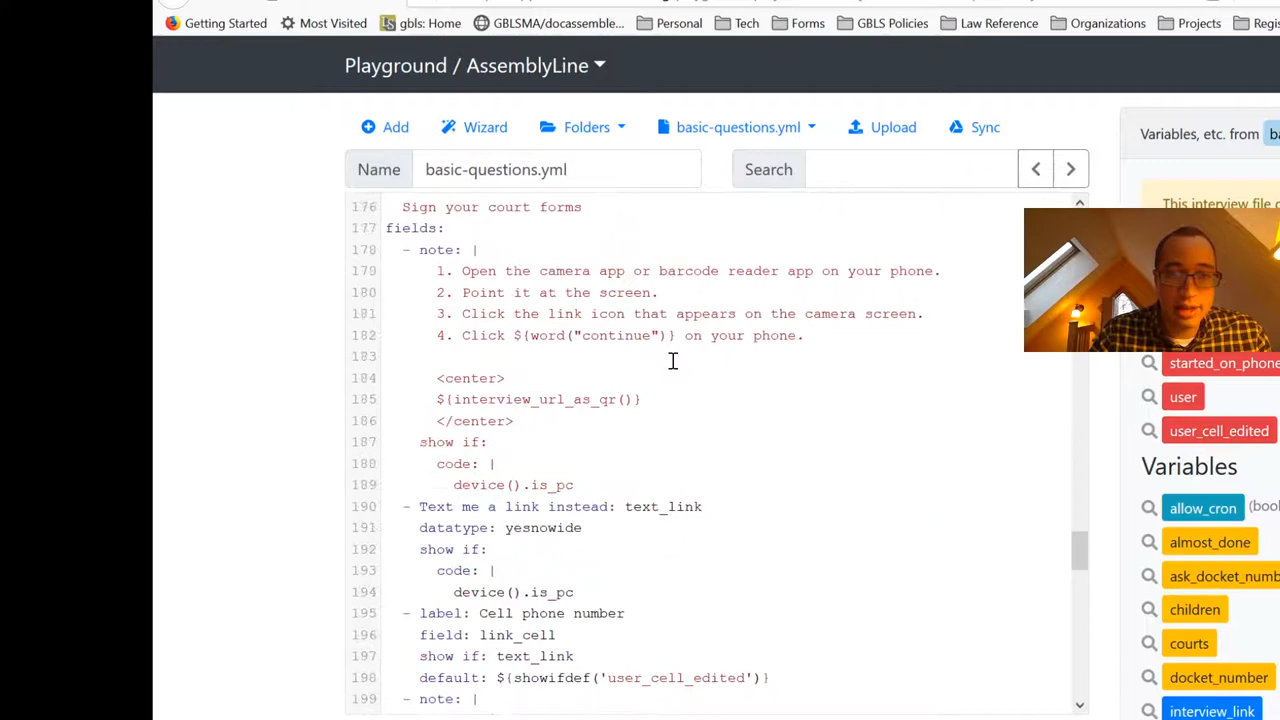 Getting Started Most Visited gbls: Home GBLSMA/docassemble... Personal Tech Forms GBLS Policies Law Reference Organizations Projects Regis
Playground / AssemblyLine
Add Wizard Folders basic-questions.yml Upload Sync
Name basic-questions.yml Search
176 Sign your court forms
177 fields:
178 - note: |
179 1. Open the camera app or barcode reader app on your phone.
180 2. Point it at the screen.
181 3. Click the link icon that appears on the camera screen.
182 4. Click ${word("continue")} on your phone.
183
184 <center>
185 ${interview_url_as_qr()}
186 </center>
187 show if:
188 code: |
189 device().is_pc
190 - Text me a link instead: text_link
191 datatype: yesnowide
192 show if:
193 code: |
194 device().is_pc
195 - label: Cell phone number
196 field: link_cell
197 show if: text_link
198 default: ${showifdef('user_cell_edited')}
199 - note: |
Variables, etc. from ba
This interview file
started_on_phone
user
user_cell_edited
Variables
allow_cron (boo
almost_done
ask_docket_numb
children
courts
docket_number
interview_link